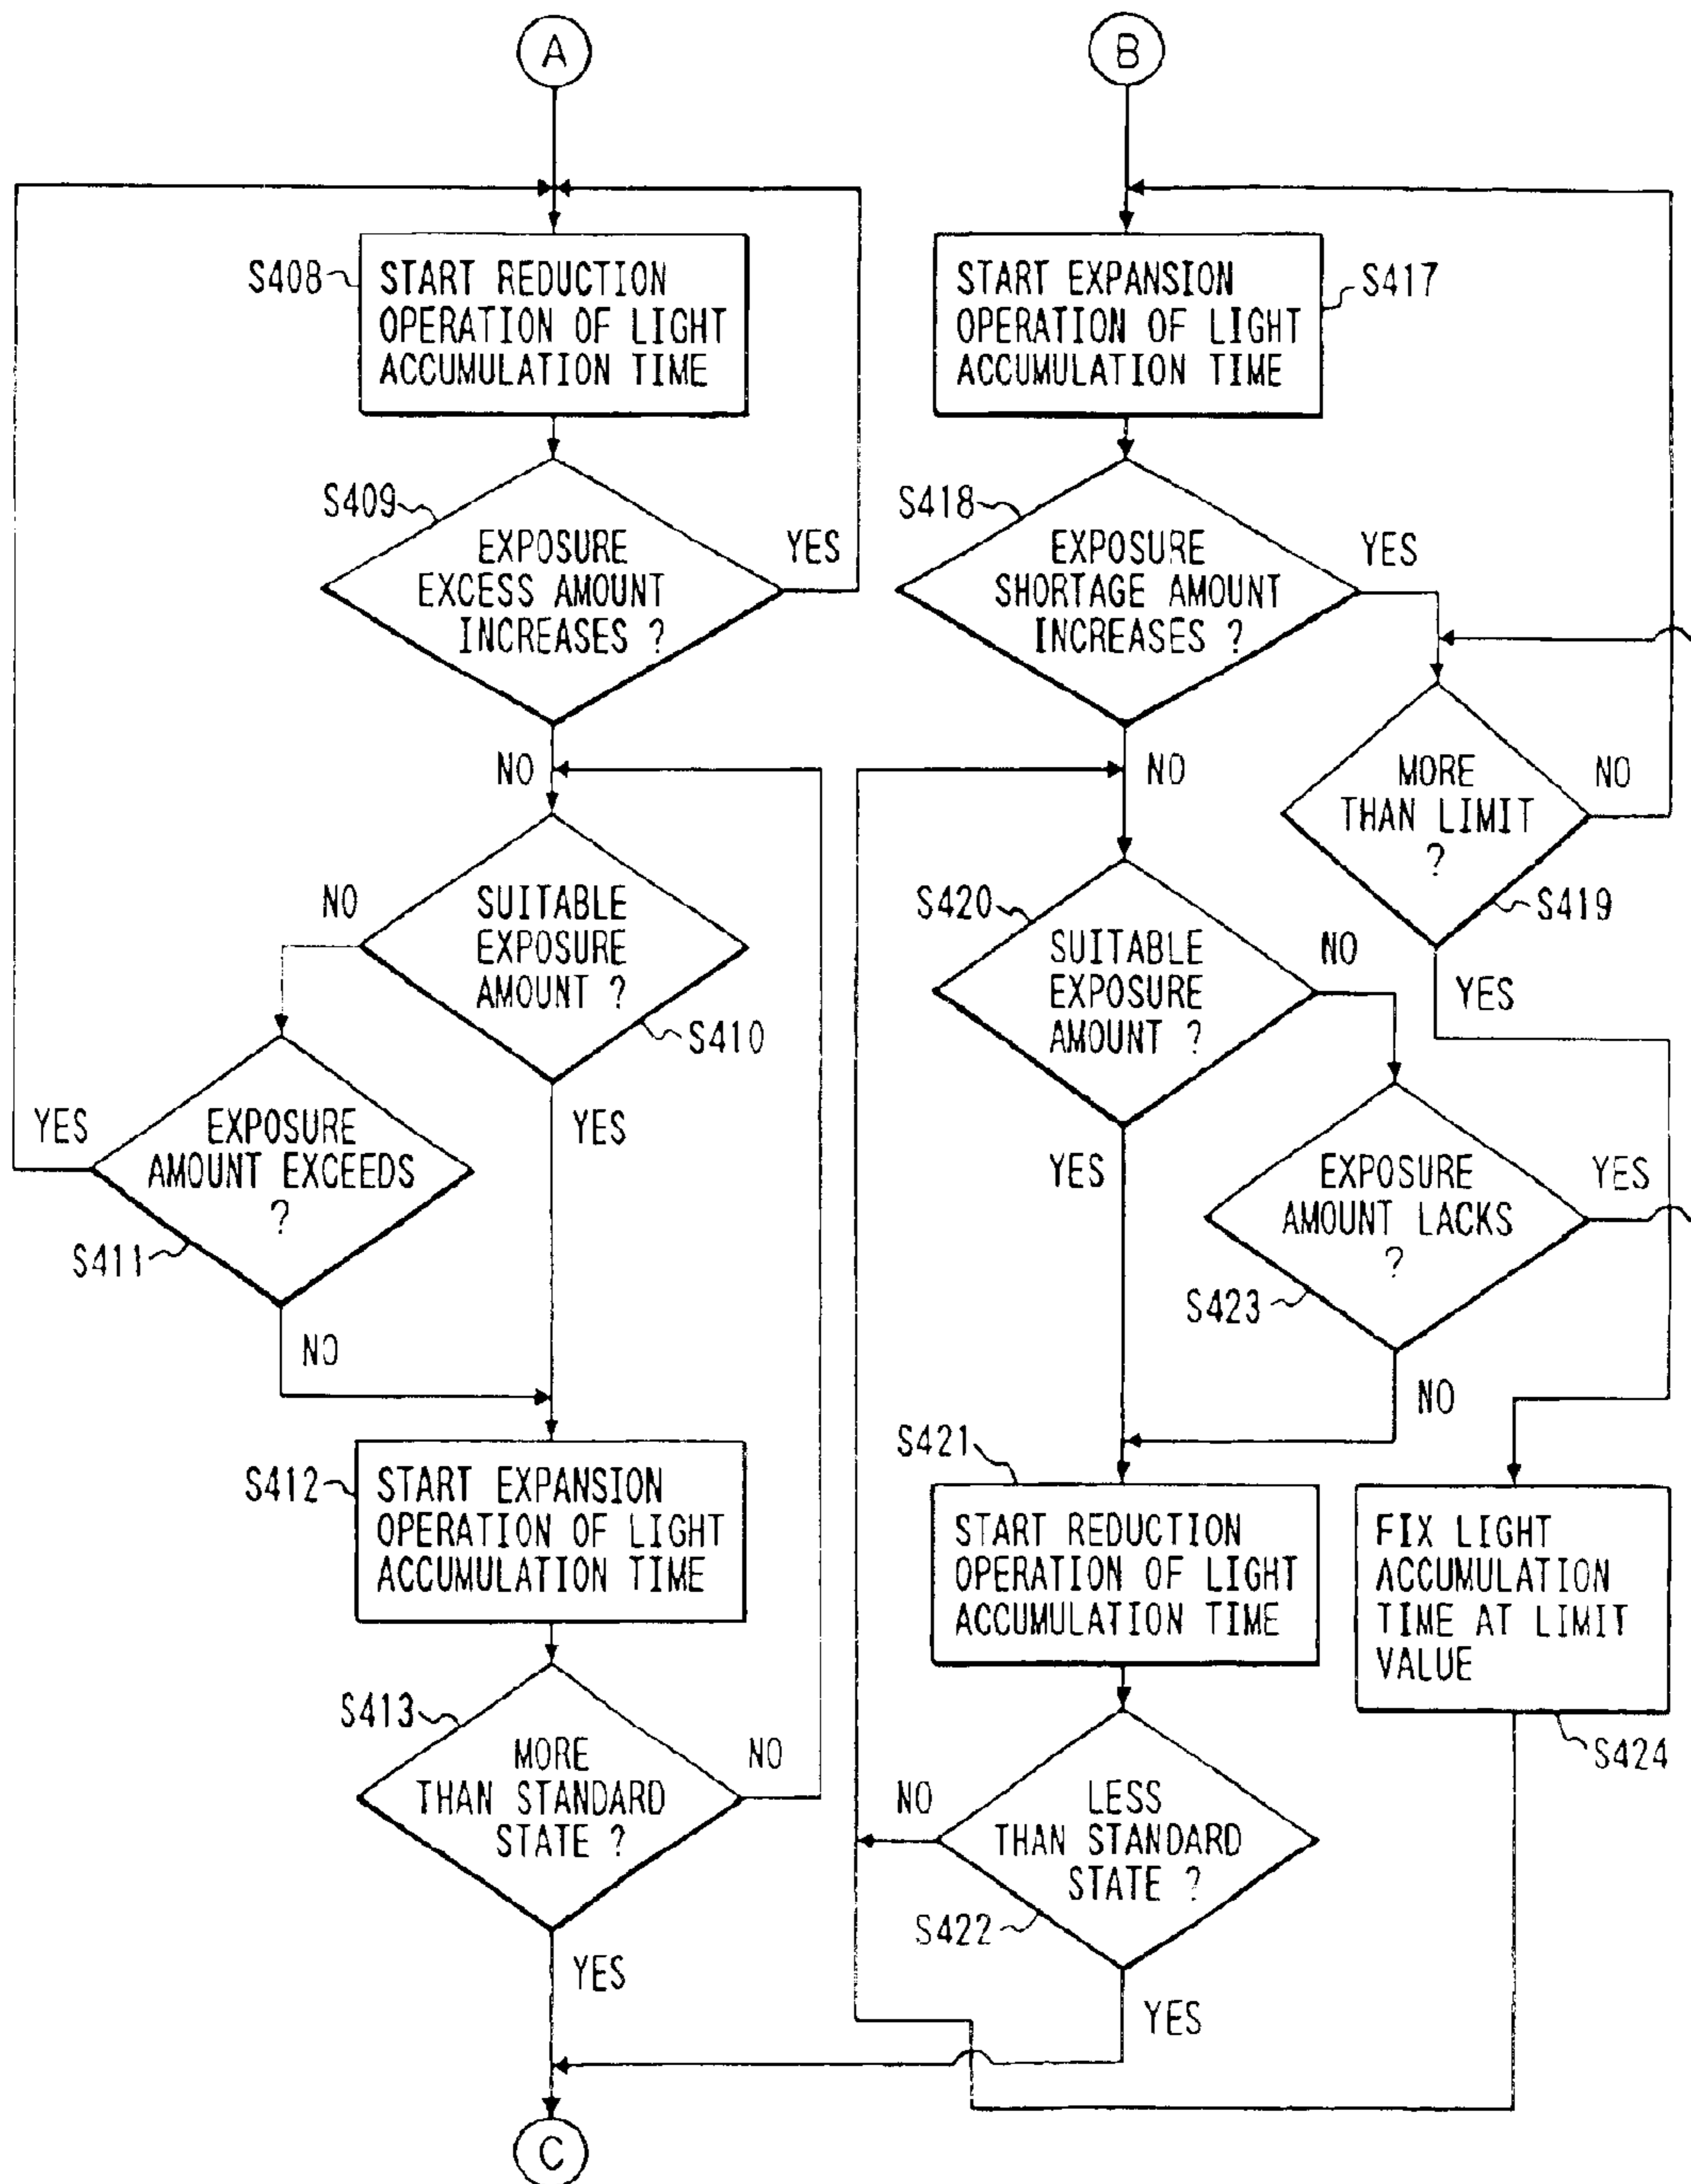 A
S408
START REDUCTION
OPERATION OF LIGHT
ACCUMULATION TIME
S409
EXPOSURE
EXCESS AMOUNT
INCREASES ?
YES
NO
SUITABLE
EXPOSURE
AMOUNT ?
S410
NO
YES
EXPOSURE
AMOUNT EXCEEDS
?
S411
YES
NO
S412
START EXPANSION
OPERATION OF LIGHT
ACCUMULATION TIME
S413
MORE
THAN STANDARD
STATE ?
NO
YES
C
B
START EXPANSION
OPERATION OF LIGHT
ACCUMULATION TIME
S417
S418
EXPOSURE
SHORTAGE AMOUNT
INCREASES ?
YES
NO
MORE
THAN LIMIT
?
NO
S419
YES
S420
SUITABLE
EXPOSURE
AMOUNT ?
NO
YES
EXPOSURE
AMOUNT LACKS
?
YES
S423
NO
S421
START REDUCTION
OPERATION OF LIGHT
ACCUMULATION TIME
FIX LIGHT
ACCUMULATION
TIME AT LIMIT
VALUE
S424
NO
LESS
THAN STANDARD
STATE ?
S422
YES